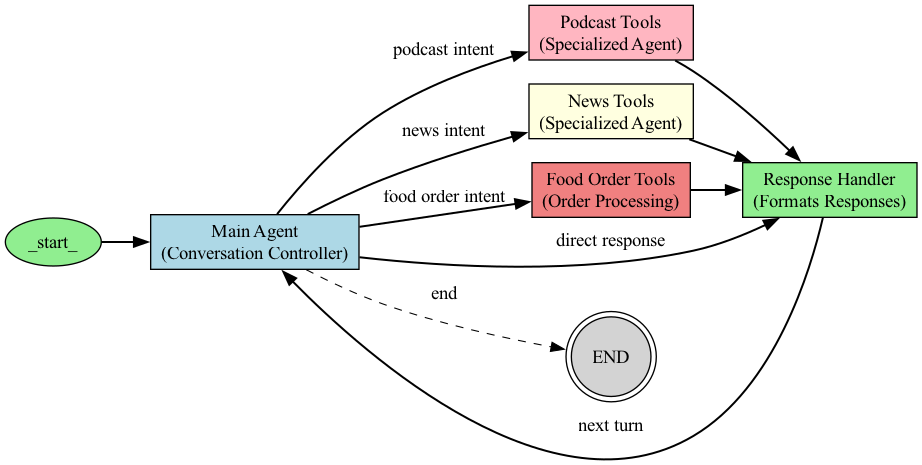 Podcast Tools
(Specialized Agent)
podcast intent
News Tools
(Specialized Agent)
news intent
Food Order Tools
(Order Processing)
food order intent
Response Handler
(Formats Responses)
_start_
Main Agent
(Conversation Controller)
direct response
end
END
next turn